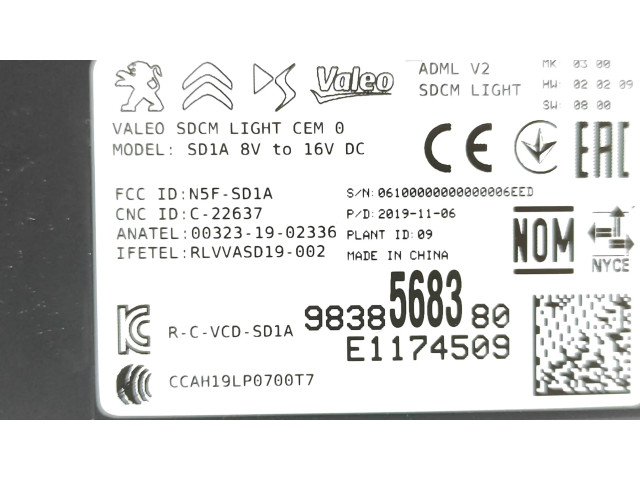 Valeo
ADML V2
SDCM LIGHT
MK 03 00
HW: 02 02 09
SW: 08 00
VALEO SDCM LIGHT CEM 0
MODEL: SD1A 8V to 16V DC
CE
EAC
FCC ID:N5F-SD1A
CNC ID:C-22637
ANATEL:00323-19-02336
IFETEL:RLVVASD19-002
S/N:06100000000000006EED
P/D:2019-11-06
PLANT ID:09
MADE IN CHINA
NOM
NYCE
R-C-VCD-SD1A
9838568380
E1174509
CCAH19LP0700T7